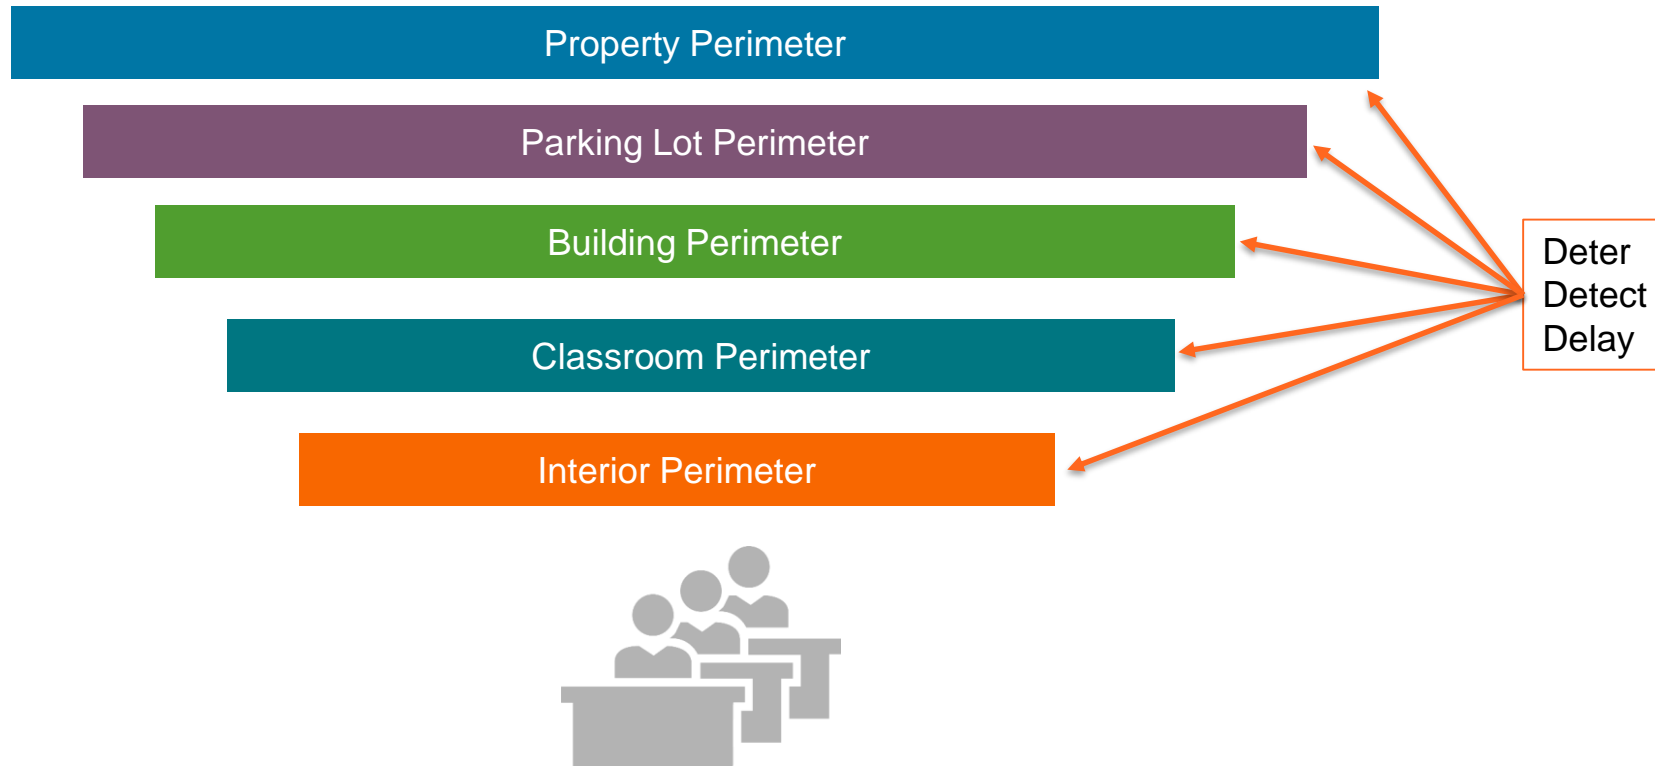 Property Perimeter
Parking Lot Perimeter
Building Perimeter
Deter
Detect
Delay
Classroom Perimeter
Interior Perimeter